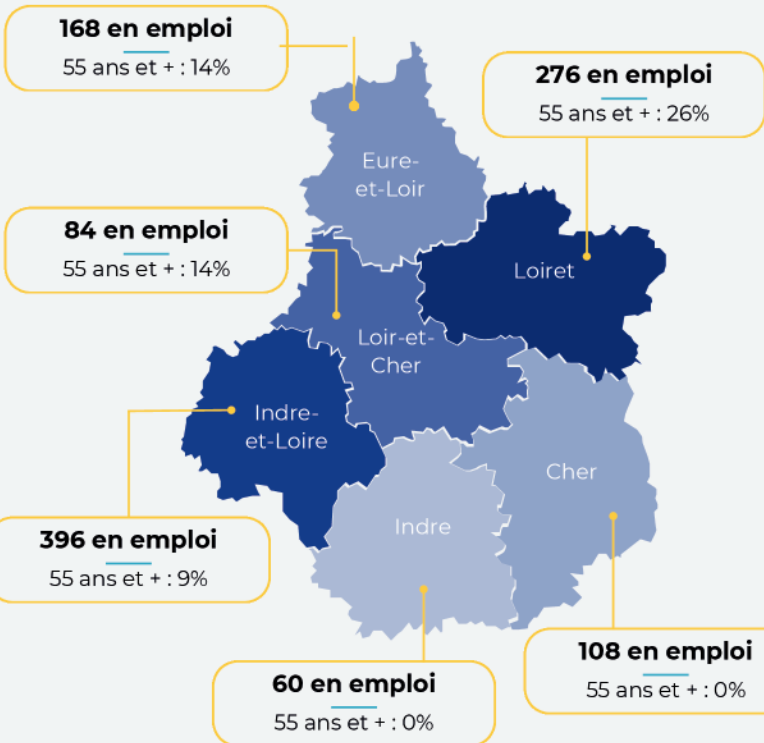 168 en emploi
55 ans et + : 14%
276 en emploi
55 ans et + : 26%
Eure-
et-Loir
84 en emploi
55 ans et + : 14%
Loiret
Loir-et-
Cher
Indre-
et-Loire
Cher
Indre
396 en emploi
55 ans et + : 9%
108 en emploi
55 ans et + : 0%
60 en emploi
55 ans et + : 0%